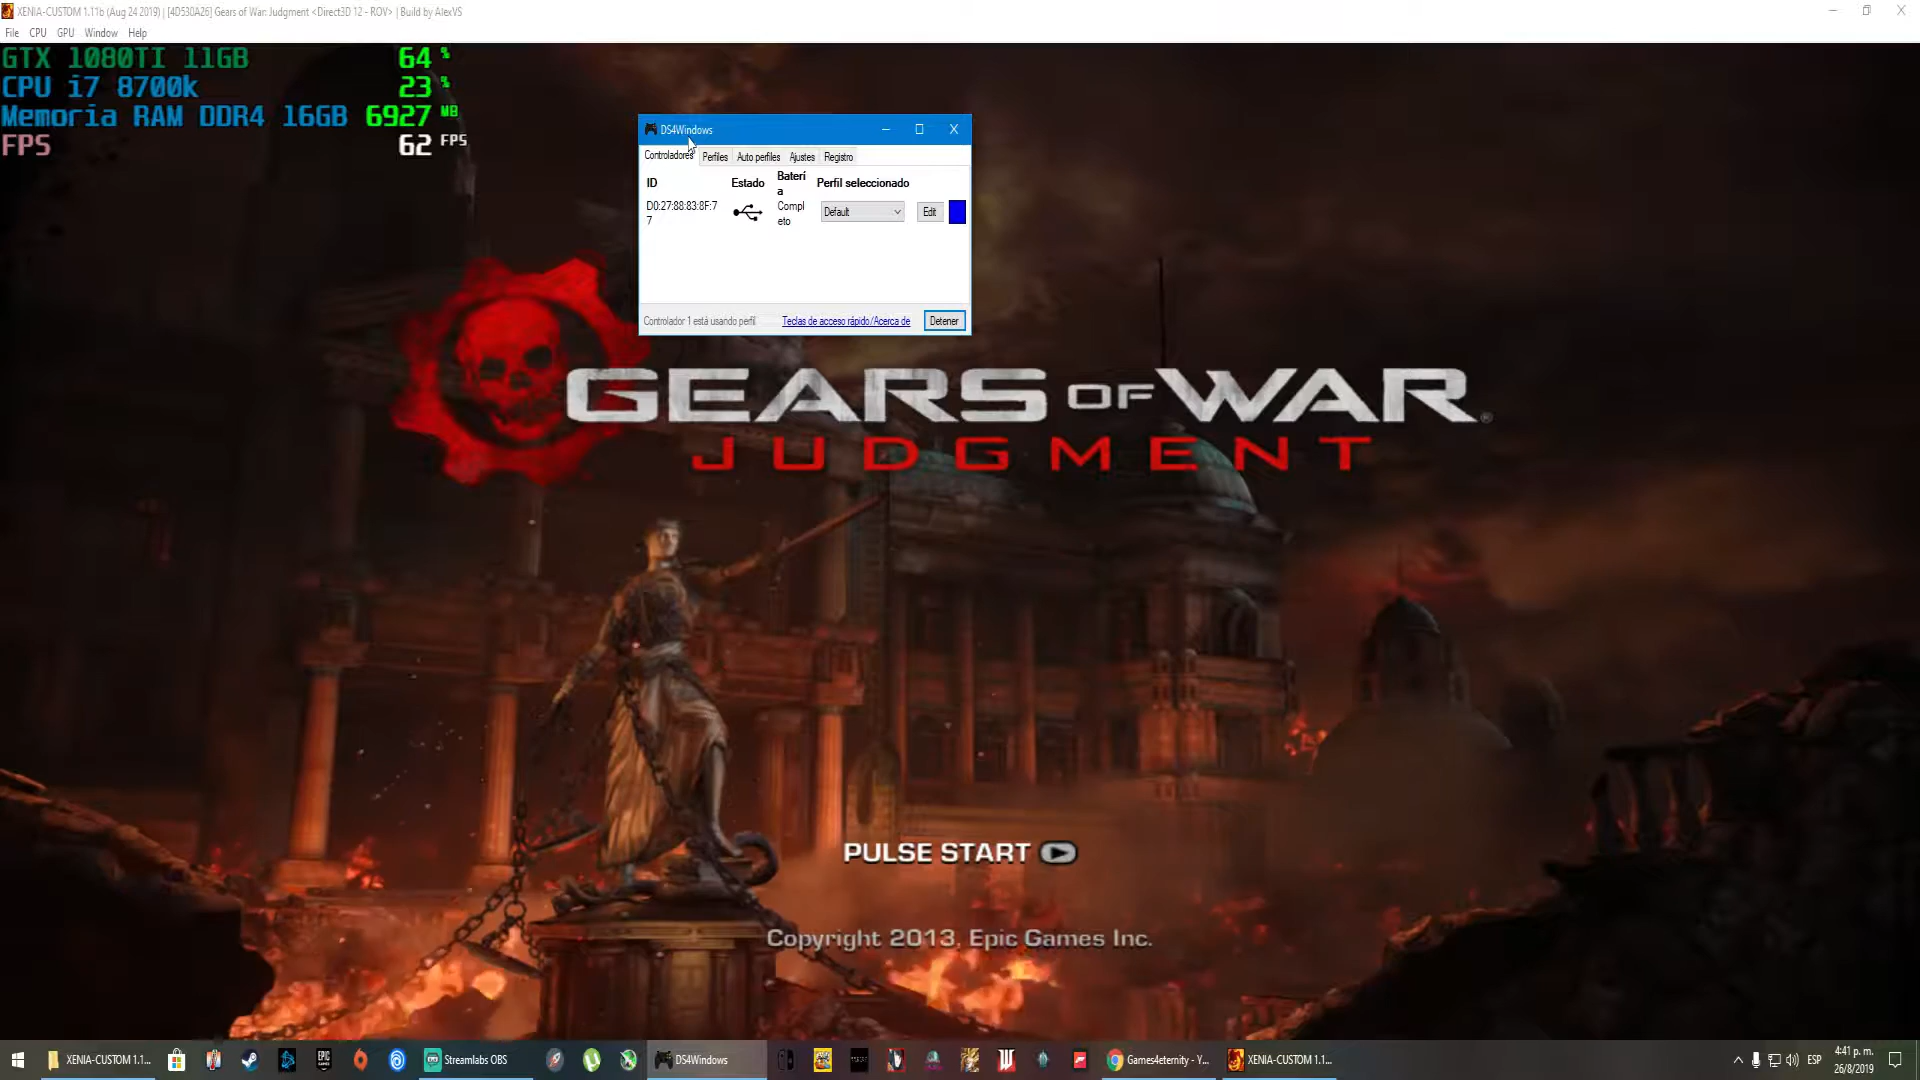 XENIA-CUSTOM 1.11b (Aug 24 2019) | [4D530A26] Gears of War: Judgment <Direct3D 12 - ROV> | Build by AlexVS
File CPU GPU Window Help
GTX 1080TI 11GB 64 %
CPU i7 8700k 23 %
Memoria RAM DDR4 16GB 6927 MB
FPS 62 FPS
DS4Windows
Controladores Perfiles Auto perfiles Ajustes Registro
ID Estado Baterí
a Perfil seleccionado
D0:27:88:83:8F:7
7 Compl
eto Default Edit
Controlador 1 está usando perfil Teclas de acceso rápido/Acerca de Detener
GEARS OF WAR ®
JUDGMENT
PULSE START
Copyright 2013, Epic Games Inc.
XENIA-CUSTOM 1.1... Streamlabs OBS DS4Windows Games4eternity - Y... XENIA-CUSTOM 1.1... ESP 4:41 p. m.
26/8/2019